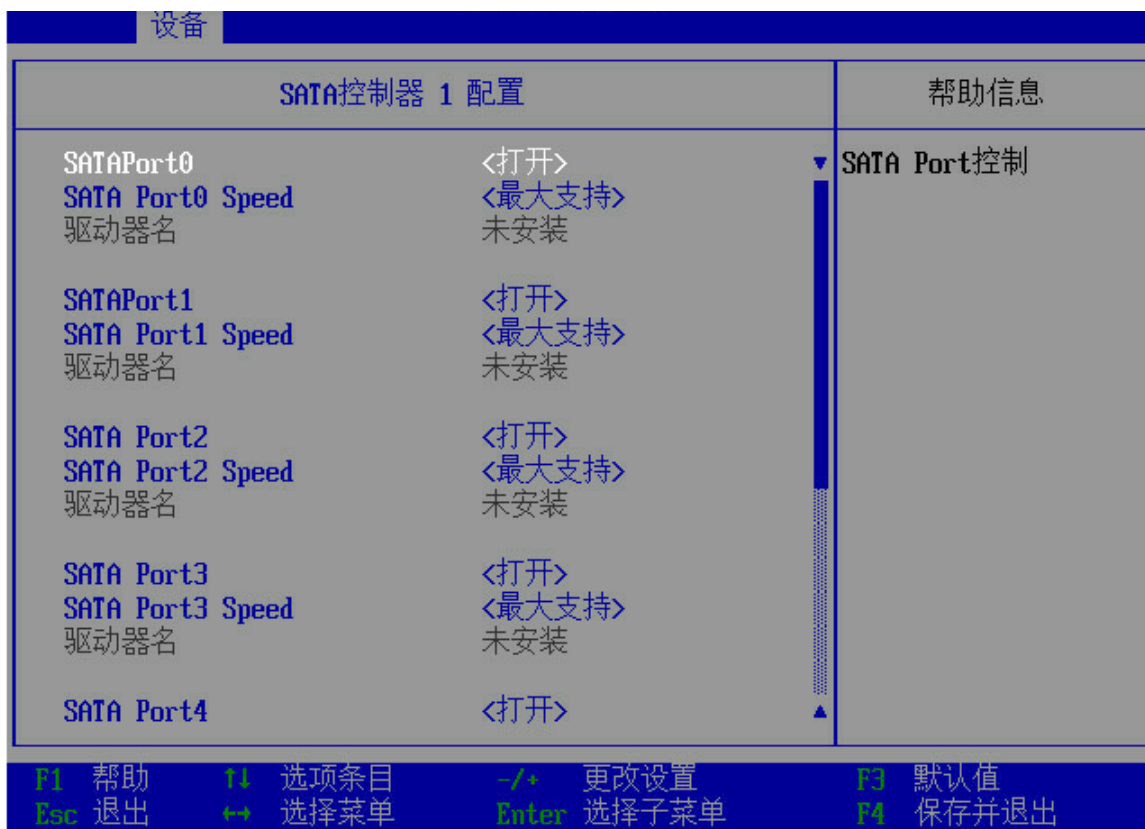 设备
SATA控制器 1 配置
帮助信息
SATAPort0 <打开>
SATA Port控制
SATA Port0 Speed <最大支持>
驱动器名 未安装
SATAPort1 <打开>
SATA Port1 Speed <最大支持>
驱动器名 未安装
SATA Port2 <打开>
SATA Port2 Speed <最大支持>
驱动器名 未安装
SATA Port3 <打开>
SATA Port3 Speed <最大支持>
驱动器名 未安装
SATA Port4 <打开>
F1 帮助 ↑↓ 选项条目 -/+ 更改设置 F3 默认值
Esc 退出 ←→ 选择菜单 Enter 选择子菜单 F4 保存并退出